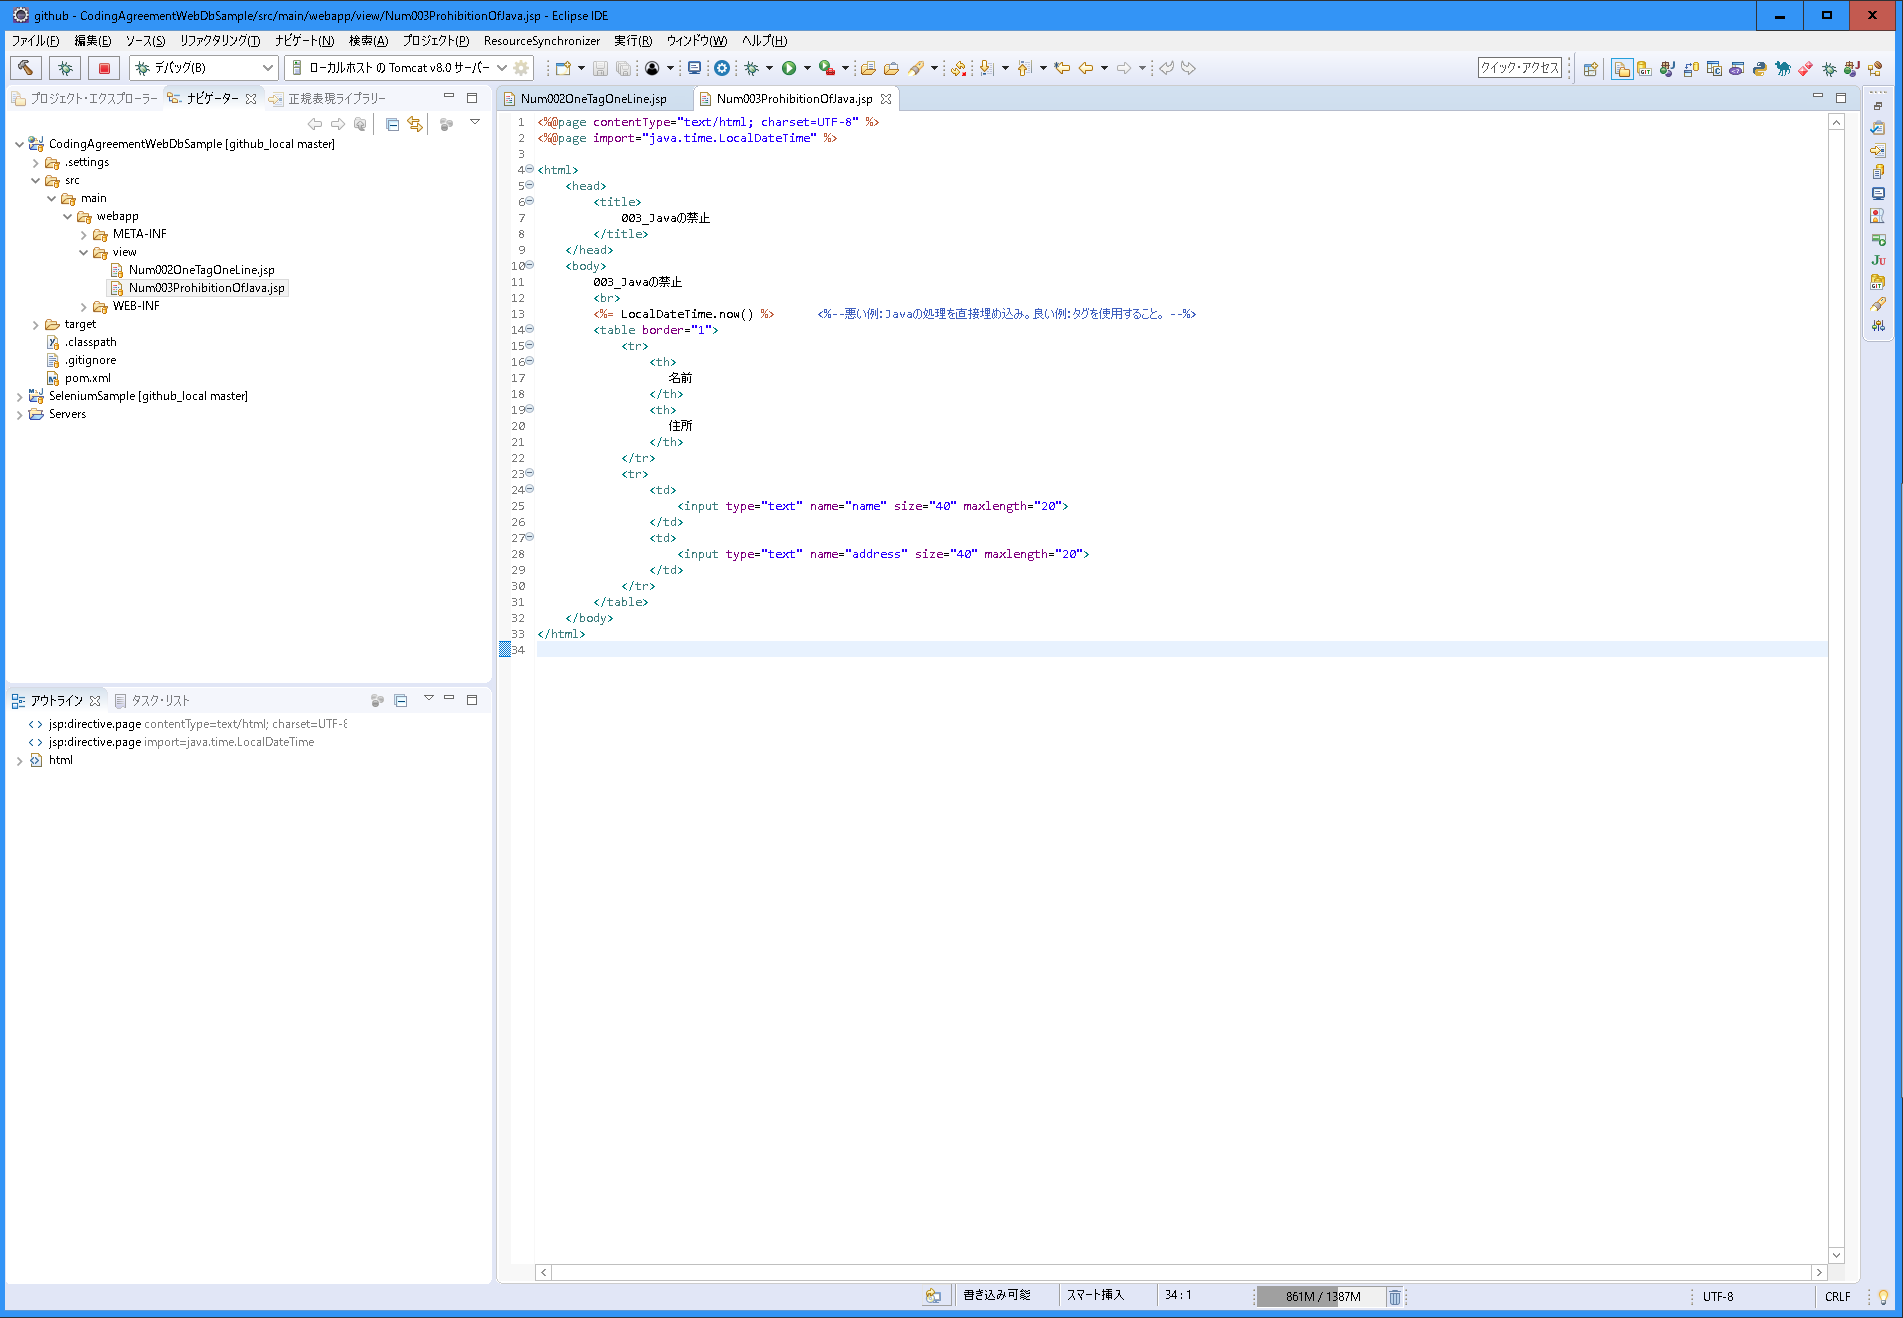 github - CodingAgreementWebDbSample/src/main/webapp/view/Num003ProhibitionOfJava.jsp - Eclipse IDE
ファイル(F) 編集(E) ソース(S) リファクタリング(T) ナビゲート(N) 検索(A) プロジェクト(P) ResourceSynchronizer 実行(R) ウィンドウ(W) ヘルプ(H)
デバッグ(B) ローカルホスト の Tomcat v8.0 サーバー クイック・アクセス
プロジェクト・エクスプローラー ナビゲーター 正規表現ライブラリー
CodingAgreementWebDbSample [github_local master]
.settings
src
main
webapp
META-INF
view
Num002OneTagOneLine.jsp
Num003ProhibitionOfJava.jsp
WEB-INF
target
.classpath
.gitignore
pom.xml
SeleniumSample [github_local master]
Servers
アウトライン タスク・リスト
jsp:directive.page contentType=text/html; charset=UTF-8
jsp:directive.page import=java.time.LocalDateTime
html
Num002OneTagOneLine.jsp Num003ProhibitionOfJava.jsp
1 <%@page contentType="text/html; charset=UTF-8" %>
2 <%@page import="java.time.LocalDateTime" %>
3
4 <html>
5 <head>
6 <title>
7 003_Javaの禁止
8 </title>
9 </head>
10 <body>
11 003_Javaの禁止
12 <br>
13 <%= LocalDateTime.now() %> <%--悪い例:Javaの処理を直接埋め込み。良い例:タグを使用すること。--%>
14 <table border="1">
15 <tr>
16 <th>
17 名前
18 </th>
19 <th>
20 住所
21 </th>
22 </tr>
23 <tr>
24 <td>
25 <input type="text" name="name" size="40" maxlength="20">
26 </td>
27 <td>
28 <input type="text" name="address" size="40" maxlength="20">
29 </td>
30 </tr>
31 </table>
32 </body>
33 </html>
34
書き込み可能 スマート挿入 34 : 1 861M / 1387M UTF-8 CRLF